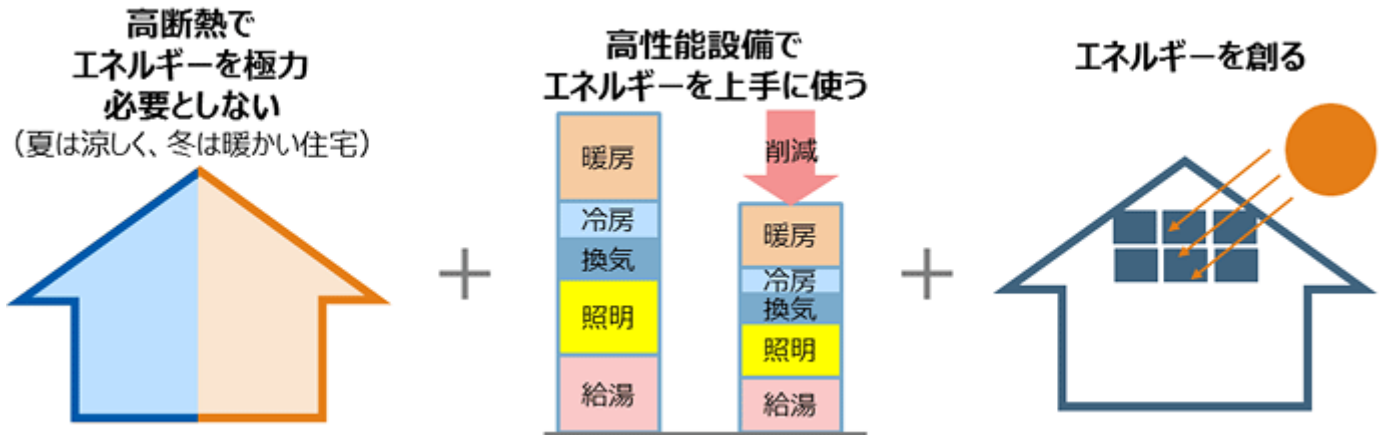 高断熱で
エネルギーを極力
必要としない
（夏は涼しく、冬は暖かい住宅）
高性能設備で
エネルギーを上手に使う
暖房
冷房
換気
照明
給湯
削減
暖房
冷房
換気
照明
給湯
エネルギーを創る